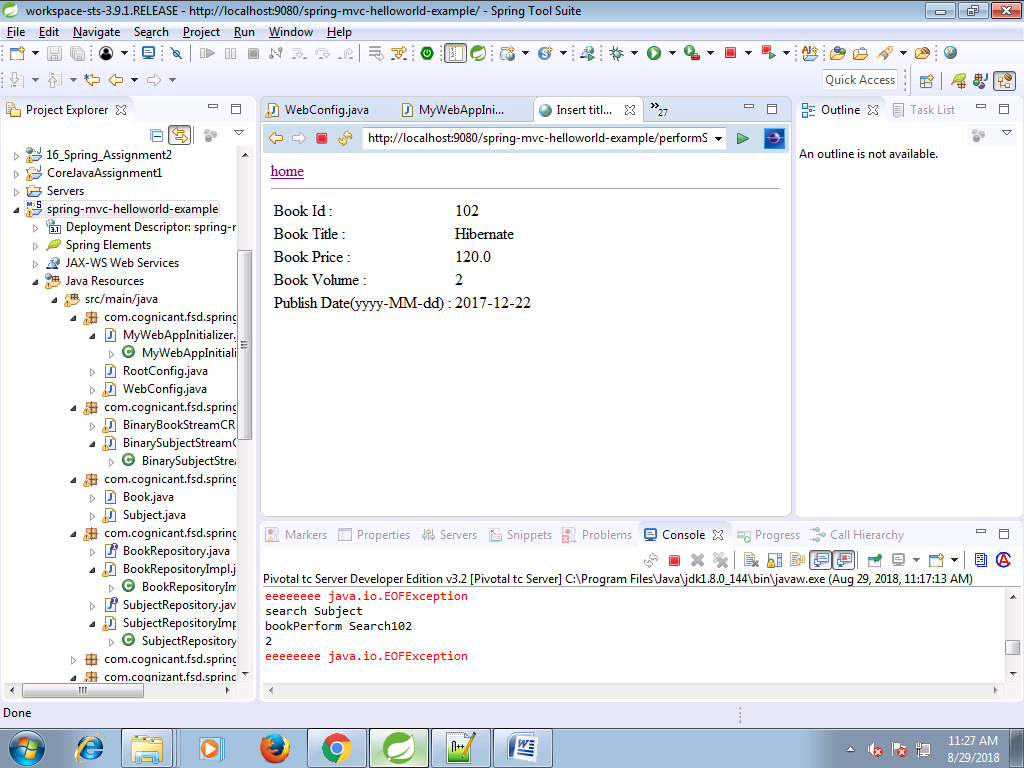 workspace-sts-3.9.1.RELEASE - http://localhost:9080/spring-mvc-helloworld-example/ - Spring Tool Suite
File Edit Navigate Search Project Run Window Help
Quick Access
Project Explorer
16_Spring_Assignment2
CoreJavaAssignment1
Servers
spring-mvc-helloworld-example
Deployment Descriptor: spring-r
Spring Elements
JAX-WS Web Services
Java Resources
src/main/java
com.cognicant.fsd.spring
MyWebAppInitializer.
MyWebAppInitiali
RootConfig.java
WebConfig.java
com.cognicant.fsd.spring
BinaryBookStreamCR
BinarySubjectStreamC
BinarySubjectStrea
com.cognicant.fsd.spring
Book.java
Subject.java
com.cognicant.fsd.spring
BookRepository.java
BookRepositoryImpl.j
BookRepositoryIm
SubjectRepository.jav
SubjectRepositoryImp
SubjectRepository
com.cognicant.fsd.spring
com.cognizant.fsd.spring
WebConfig.java MyWebAppIni... Insert titl... »27
http://localhost:9080/spring-mvc-helloworld-example/performS
home
Book Id : 102
Book Title : Hibernate
Book Price : 120.0
Book Volume : 2
Publish Date(yyyy-MM-dd) : 2017-12-22
Outline Task List
An outline is not available.
Markers Properties Servers Snippets Problems Console Progress Call Hierarchy
Pivotal tc Server Developer Edition v3.2 [Pivotal tc Server] C:\Program Files\Java\jdk1.8.0_144\bin\javaw.exe (Aug 29, 2018, 11:17:13 AM)
eeeeeeee java.io.EOFException
search Subject
bookPerform Search102
2
eeeeeeee java.io.EOFException
Done
11:27 AM
8/29/2018